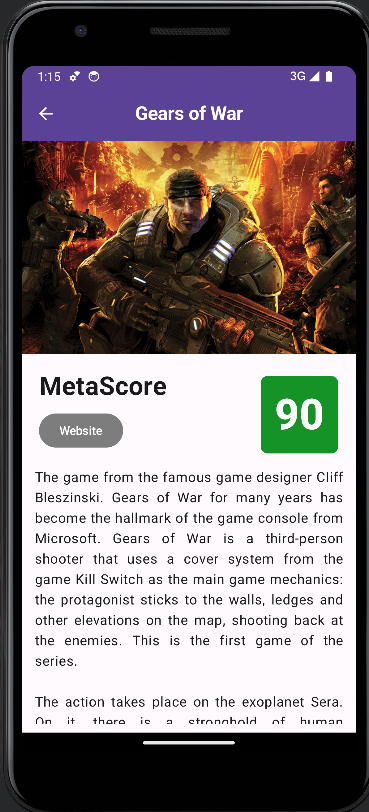 1:15 3G
Gears of War
MetaScore
90
Website
The game from the famous game designer Cliff
Bleszinski. Gears of War for many years has
become the hallmark of the game console from
Microsoft. Gears of War is a third-person
shooter that uses a cover system from the
game Kill Switch as the main game mechanics:
the protagonist sticks to the walls, ledges and
other elevations on the map, shooting back at
the enemies. This is the first game of the
series.
The action takes place on the exoplanet Sera.
On it, there is a stronghold of human